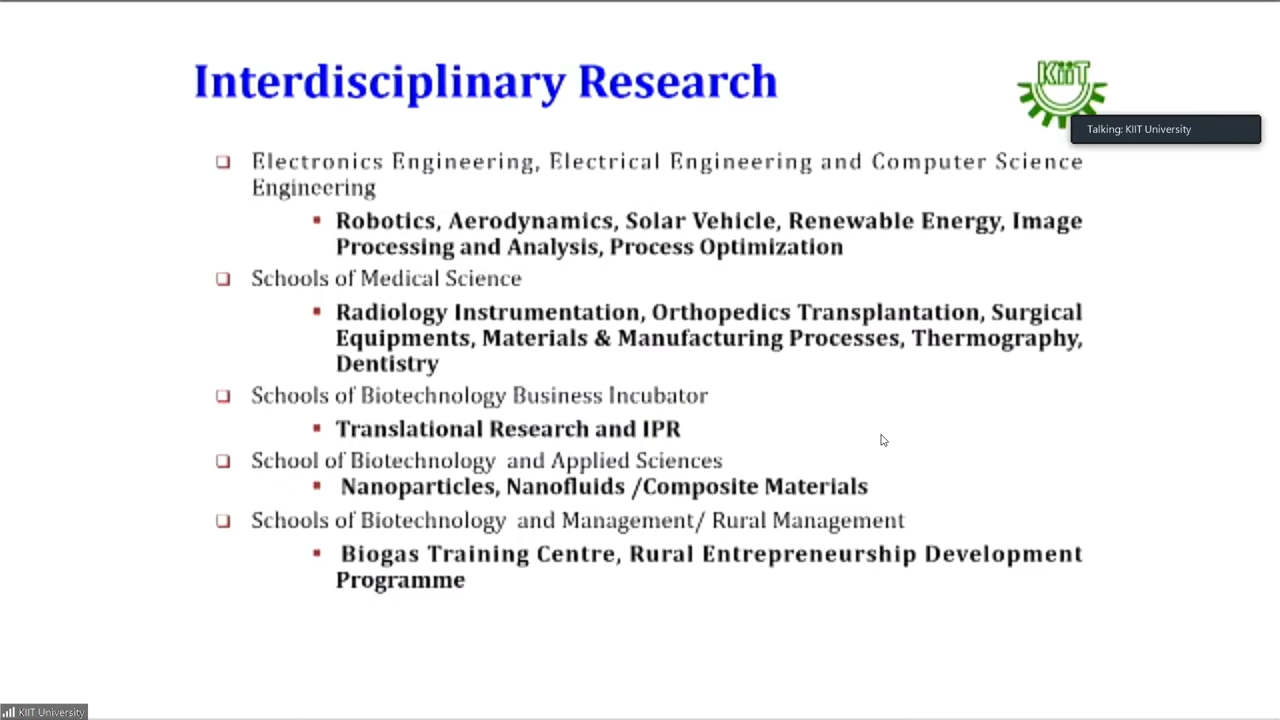 Interdisciplinary Research
KiiT
Talking: KIIT University
Electronics Engineering, Electrical Engineering and Computer Science
Engineering
Robotics, Aerodynamics, Solar Vehicle, Renewable Energy, Image
Processing and Analysis, Process Optimization
Schools of Medical Science
Radiology Instrumentation, Orthopedics Transplantation, Surgical
Equipments, Materials & Manufacturing Processes, Thermography,
Dentistry
Schools of Biotechnology Business Incubator
Translational Research and IPR
School of Biotechnology and Applied Sciences
Nanoparticles, Nanofluids /Composite Materials
Schools of Biotechnology and Management/ Rural Management
Biogas Training Centre, Rural Entrepreneurship Development
Programme
KIIT University